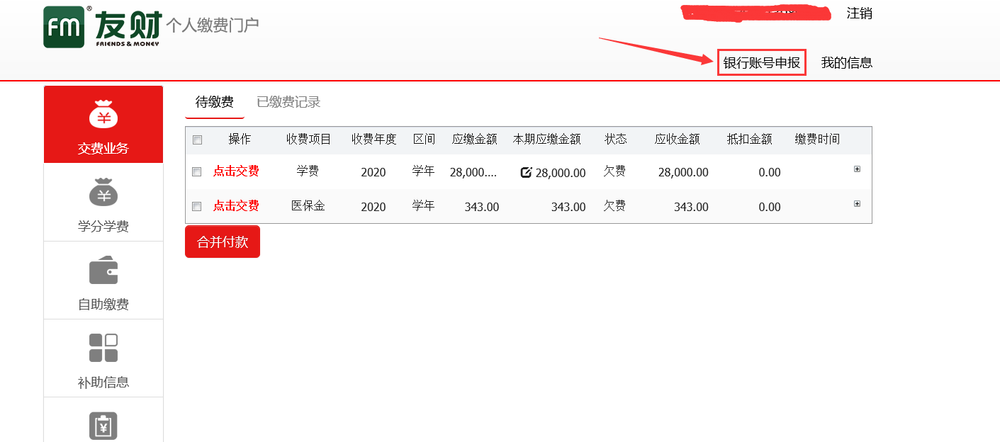 fm® 友财 个人缴费门户
FRIENDS & MONEY
注销
银行账号申报 我的信息
交费业务
学分学费
自助缴费
补助信息
待缴费 已缴费记录
操作 收费项目 收费年度 区间 应缴金额 本期应缴金额 状态 应收金额 抵扣金额 缴费时间
点击交费 学费 2020 学年 28,000.... 28,000.00 欠费 28,000.00 0.00
点击交费 医保金 2020 学年 343.00 343.00 欠费 343.00 0.00
合并付款